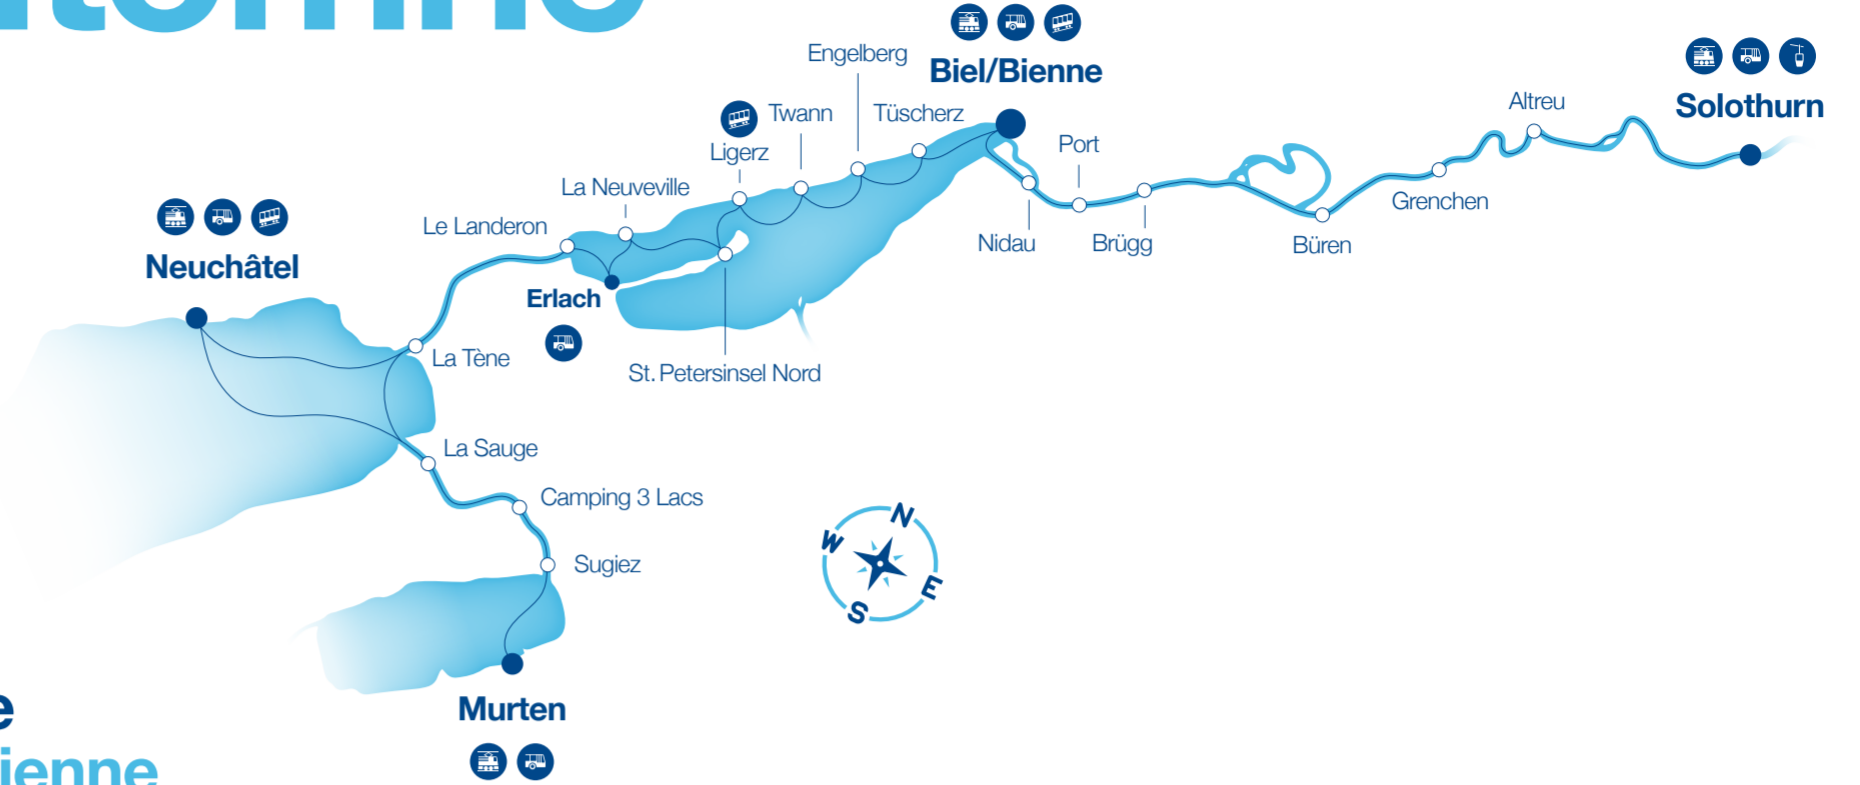 Engelberg
Biel/Bienne
Solothurn
Twann
Tüscherz
Altreu
Ligerz
Port
La Neuveville
Le Landeron
Grenchen
Nidau
Brügg
Büren
Neuchâtel
Erlach
La Tène
St. Petersinsel Nord
La Sauge
Camping 3 Lacs
Sugiez
N
W
E
S
Murten
ienne